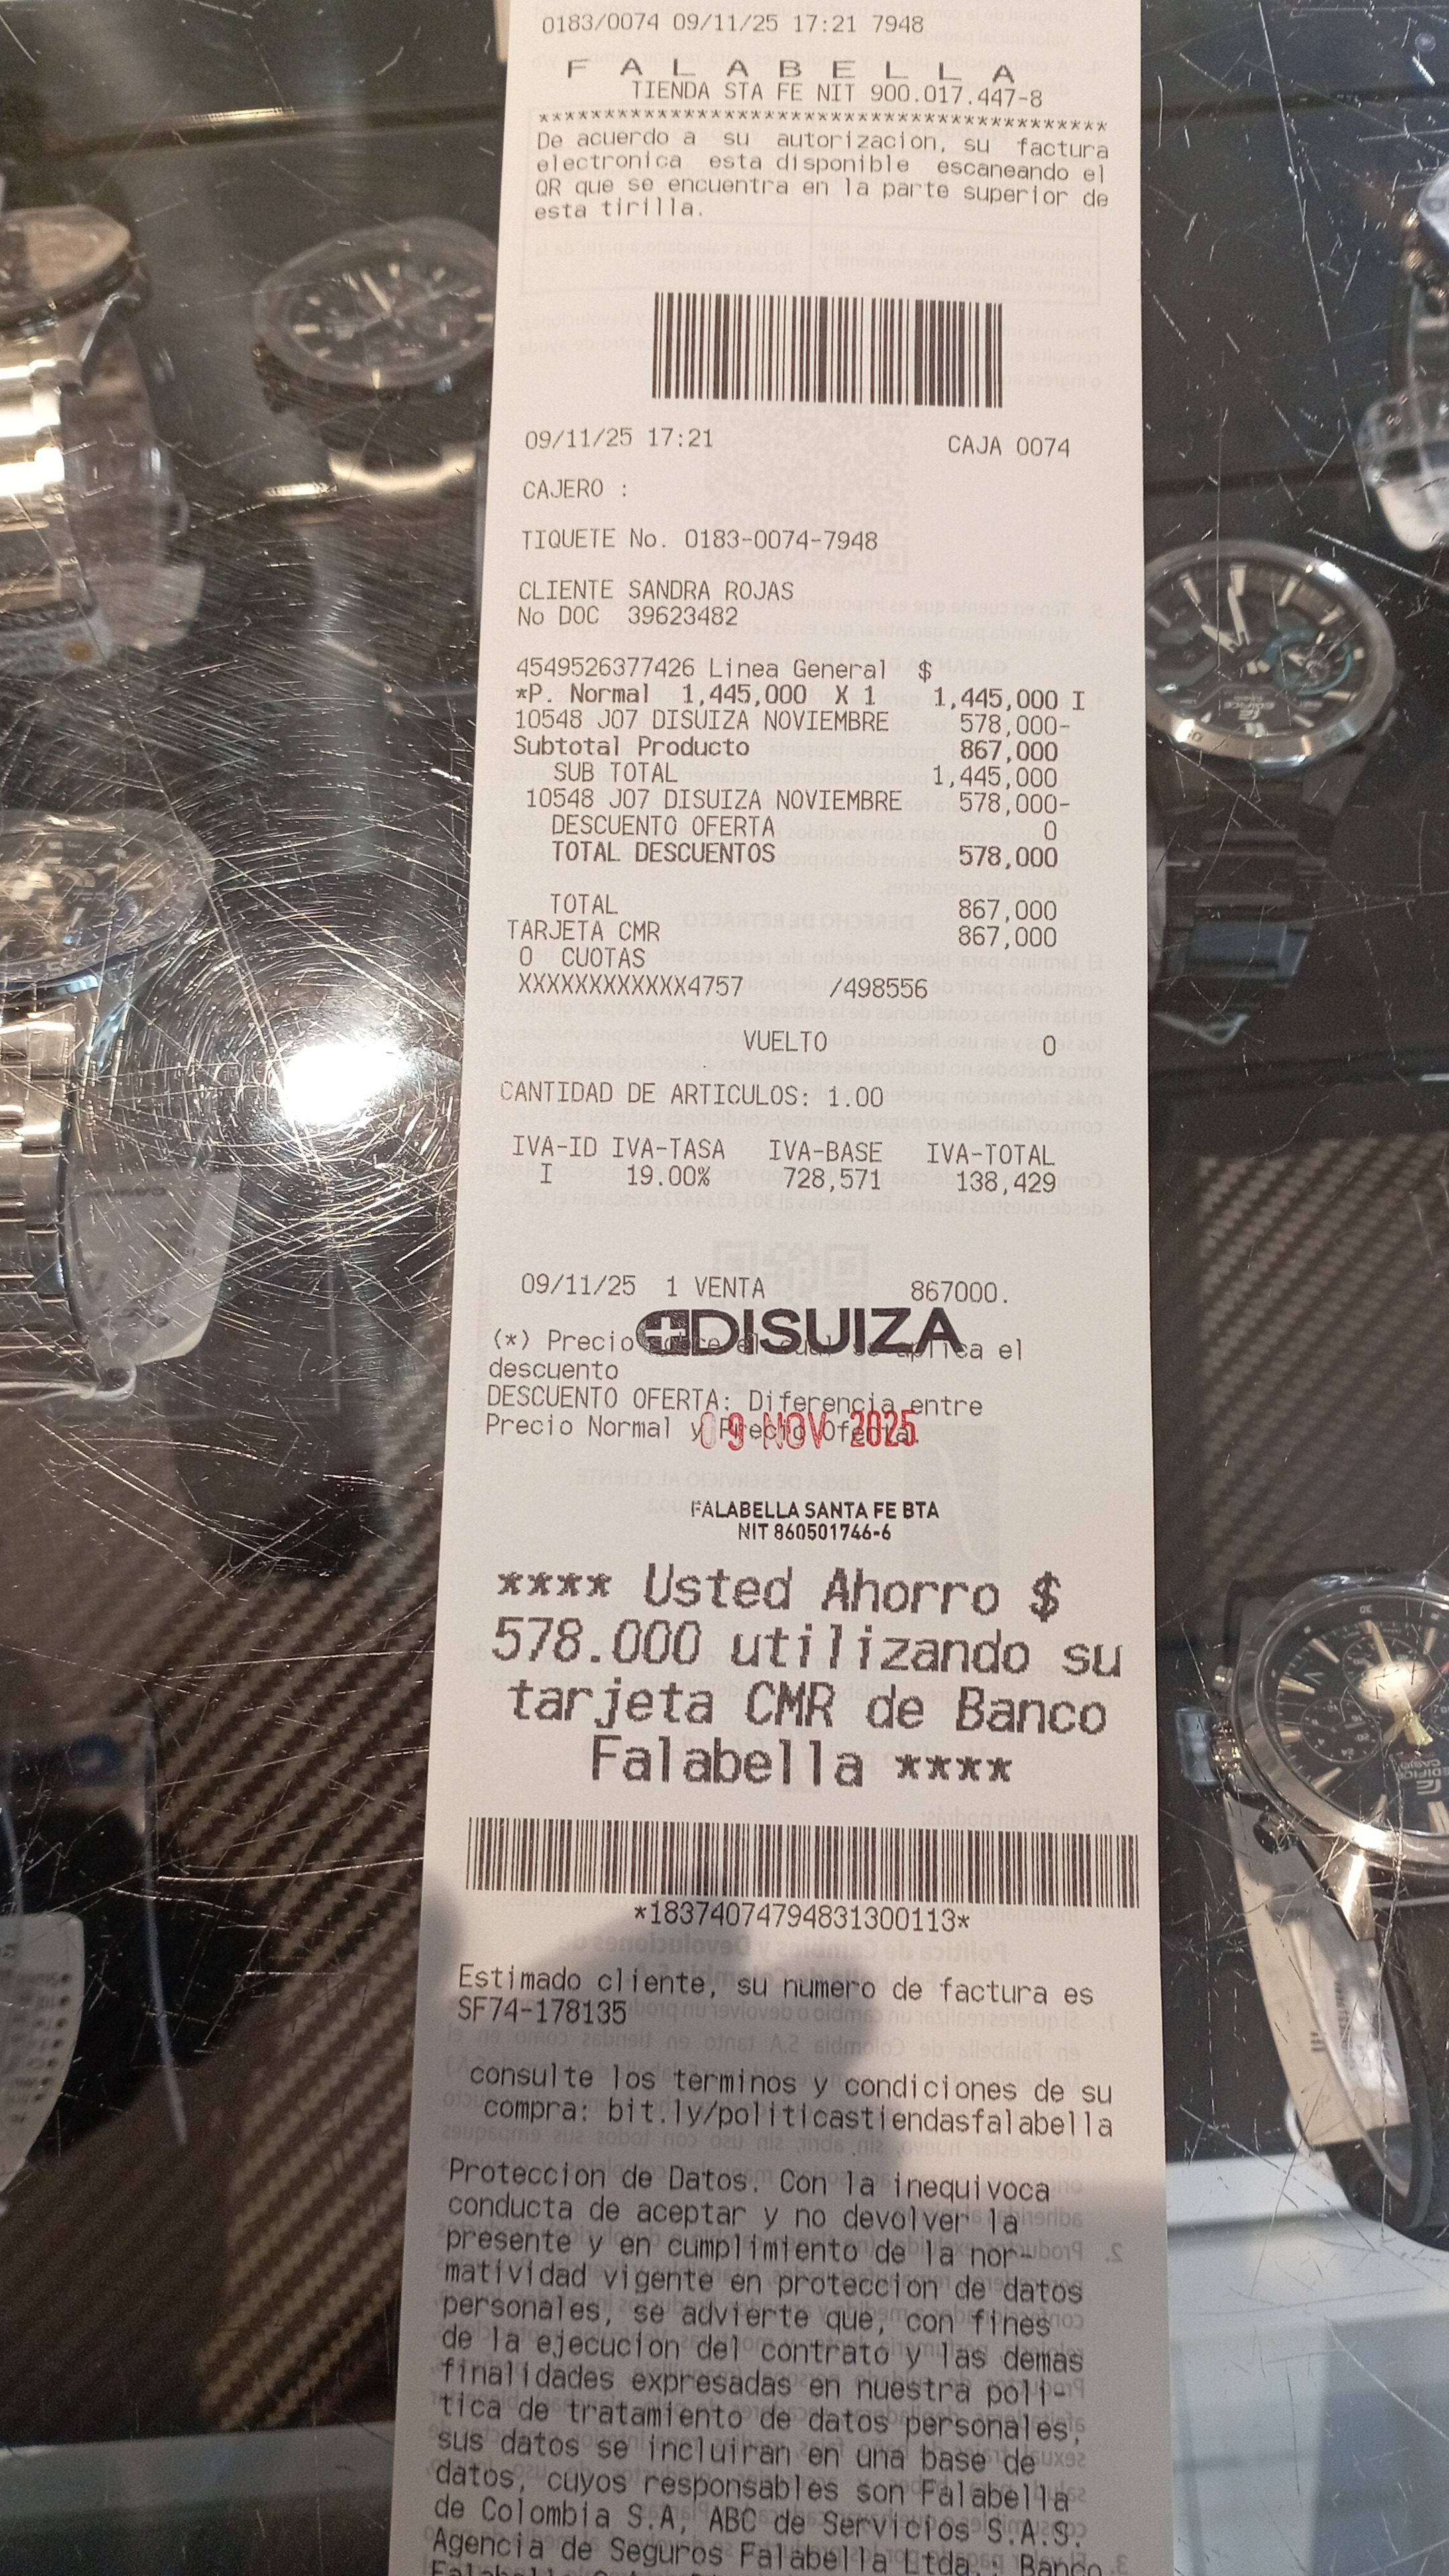 0183/0074 09/11/25 17:21 7948
F A L A B E L L A
TIENDA STA FE NIT 900.017.447-8
*******************************************
De acuerdo a su autorizacion, su factura
electronica esta disponible escaneando el
QR que se encuentra en la parte superior de
esta tirilla.
09/11/25 17:21 CAJA 0074
CAJERO :
TIQUETE No. 0183-0074-7948
CLIENTE SANDRA ROJAS
No DOC 39623482
4549526377426 Linea General $
*P. Normal 1,445,000 X 1 1,445,000 I
10548 J07 DISUIZA NOVIEMBRE 578,000-
Subtotal Producto 867,000
SUB TOTAL 1,445,000
10548 J07 DISUIZA NOVIEMBRE 578,000-
DESCUENTO OFERTA 0
TOTAL DESCUENTOS 578,000
TOTAL 867,000
TARJETA CMR 867,000
0 CUOTAS
XXXXXXXXXXXX4757 /498556
VUELTO 0
CANTIDAD DE ARTICULOS: 1.00
IVA-ID IVA-TASA IVA-BASE IVA-TOTAL
I 19.00% 728,571 138,429
09/11/25 1 VENTA 867000.
DISUIZA
(*) Precio sobre el cual se aplica el
descuento
DESCUENTO OFERTA: Diferencia entre
Precio Normal y Precio Oferta.
09 NOV 2025
FALABELLA SANTA FE BTA
NIT 860501746-6
**** Usted Ahorro $
578.000 utilizando su
tarjeta CMR de Banco
Falabella ****
*18374074794831300113*
Estimado cliente, su numero de factura es
SF74-178135
consulte los terminos y condiciones de su
compra: bit.ly/politicastiendasfalabella
Proteccion de Datos. Con la inequivoca
conducta de aceptar y no devolver la
presente y en cumplimiento de la nor-
matividad vigente en proteccion de datos
personales, se advierte que, con fines
de la ejecucion del contrato y las demas
finalidades expresadas en nuestra poli-
tica de tratamiento de datos personales,
sus datos se incluiran en una base de
datos, cuyos responsables son Falabella
de Colombia S.A, ABC de Servicios S.A.S.
Agencia de Seguros Falabella Ltda.; Banco
EDIFICE
CASIO
EDIFICE